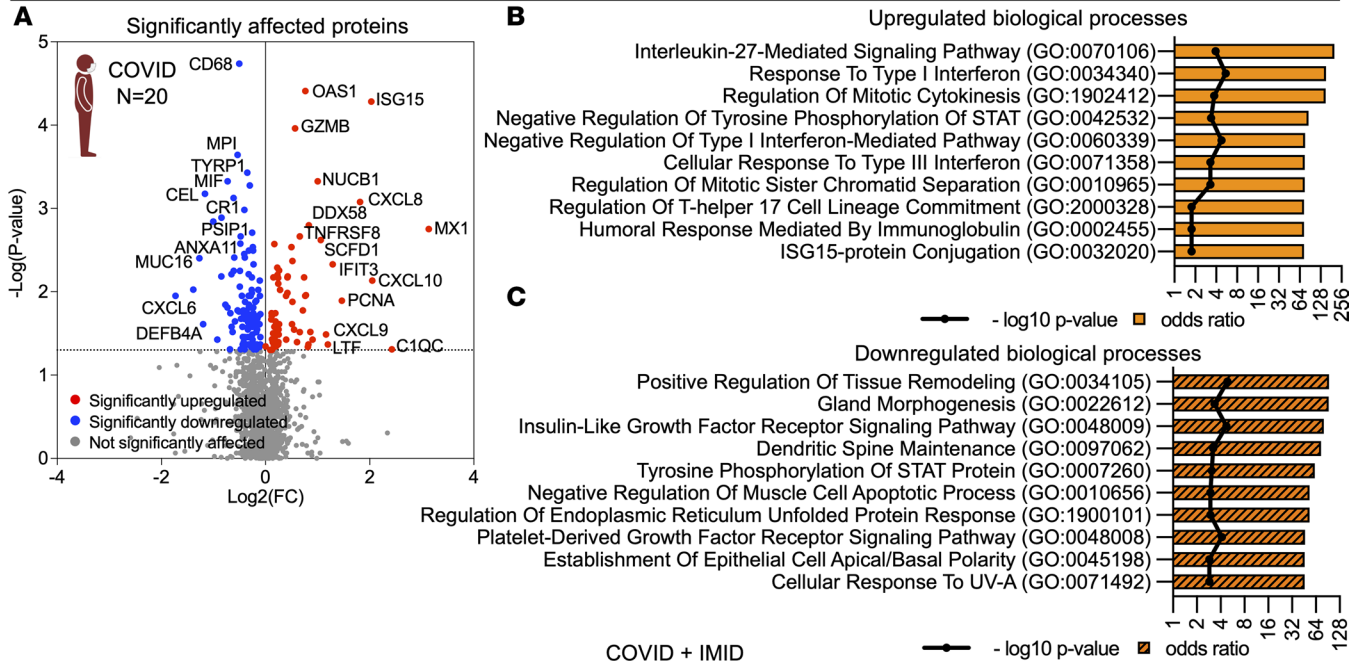 A
Significantly affected proteins
5
4
3
2
1
0
-Log(P-value)
COVID
N=20
CD68
OAS1
ISG15
GZMB
MPI
TYRP1
MIF
NUCB1
CEL
CXCL8
CR1
DDX58
MX1
PSIP1
TNFRSF8
ANXA11
SCFD1
MUC16
IFIT3
CXCL10
CXCL6
PCNA
DEFB4A
CXCL9
LTF
C1QC
Significantly upregulated
Significantly downregulated
Not significantly affected
-4 -2 0 2 4
Log2(FC)
B
Upregulated biological processes
Interleukin-27-Mediated Signaling Pathway (GO:0070106)
Response To Type I Interferon (GO:0034340)
Regulation Of Mitotic Cytokinesis (GO:1902412)
Negative Regulation Of Tyrosine Phosphorylation Of STAT (GO:0042532)
Negative Regulation Of Type I Interferon-Mediated Pathway (GO:0060339)
Cellular Response To Type III Interferon (GO:0071358)
Regulation Of Mitotic Sister Chromatid Separation (GO:0010965)
Regulation Of T-helper 17 Cell Lineage Commitment (GO:2000328)
Humoral Response Mediated By Immunoglobulin (GO:0002455)
ISG15-protein Conjugation (GO:0032020)
1 2 4 8 16 32 64 128 256
- log10 p-value odds ratio
C
Downregulated biological processes
Positive Regulation Of Tissue Remodeling (GO:0034105)
Gland Morphogenesis (GO:0022612)
Insulin-Like Growth Factor Receptor Signaling Pathway (GO:0048009)
Dendritic Spine Maintenance (GO:0097062)
Tyrosine Phosphorylation Of STAT Protein (GO:0007260)
Negative Regulation Of Muscle Cell Apoptotic Process (GO:0010656)
Regulation Of Endoplasmic Reticulum Unfolded Protein Response (GO:1900101)
Platelet-Derived Growth Factor Receptor Signaling Pathway (GO:0048008)
Establishment Of Epithelial Cell Apical/Basal Polarity (GO:0045198)
Cellular Response To UV-A (GO:0071492)
1 2 4 8 16 32 64 128
- log10 p-value odds ratio
COVID + IMID